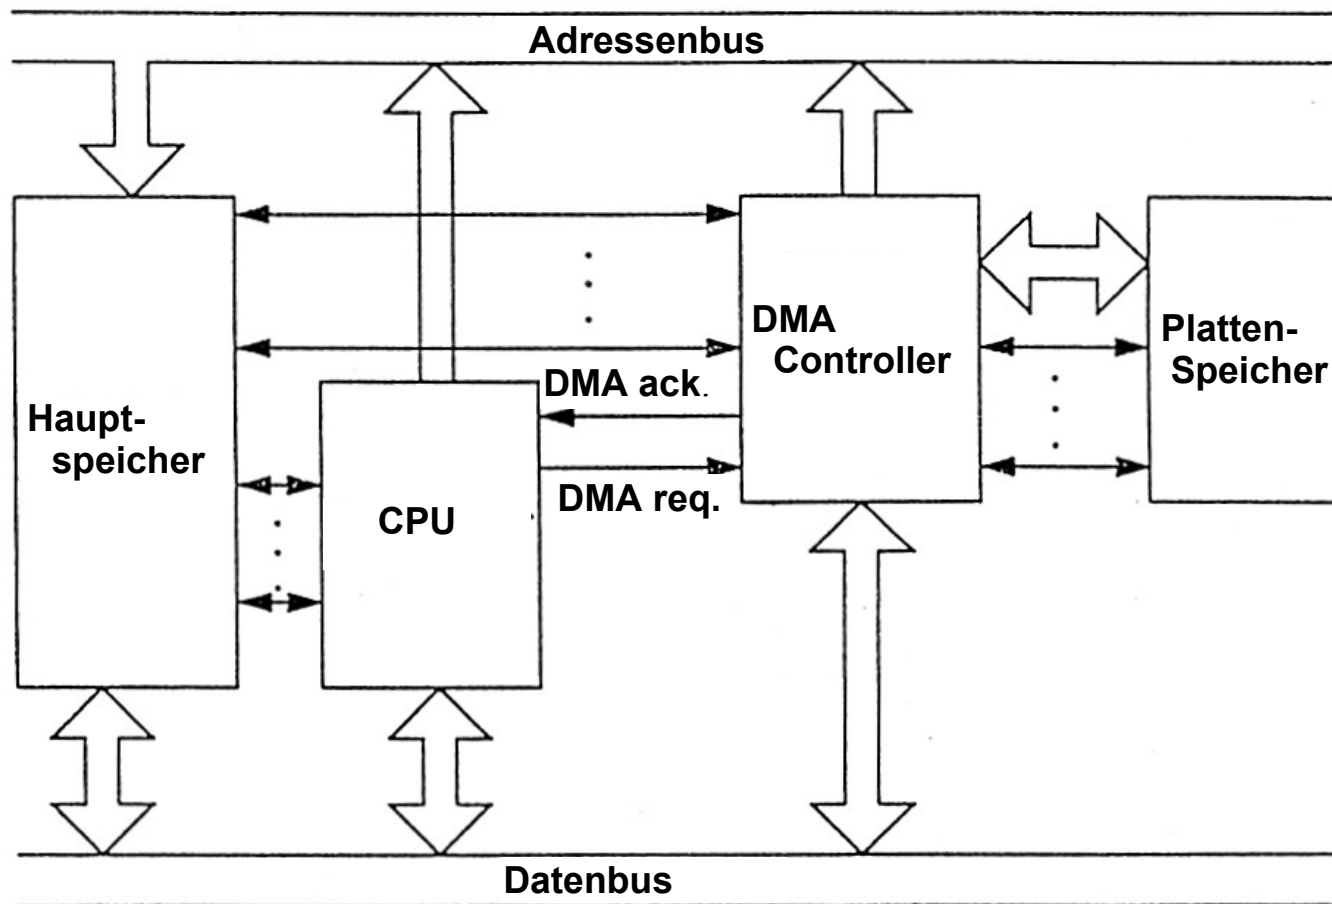 Adressenbus
DMA
Controller
Platten-
Speicher
DMA ack.
Haupt-
speicher
CPU
DMA req.
Datenbus